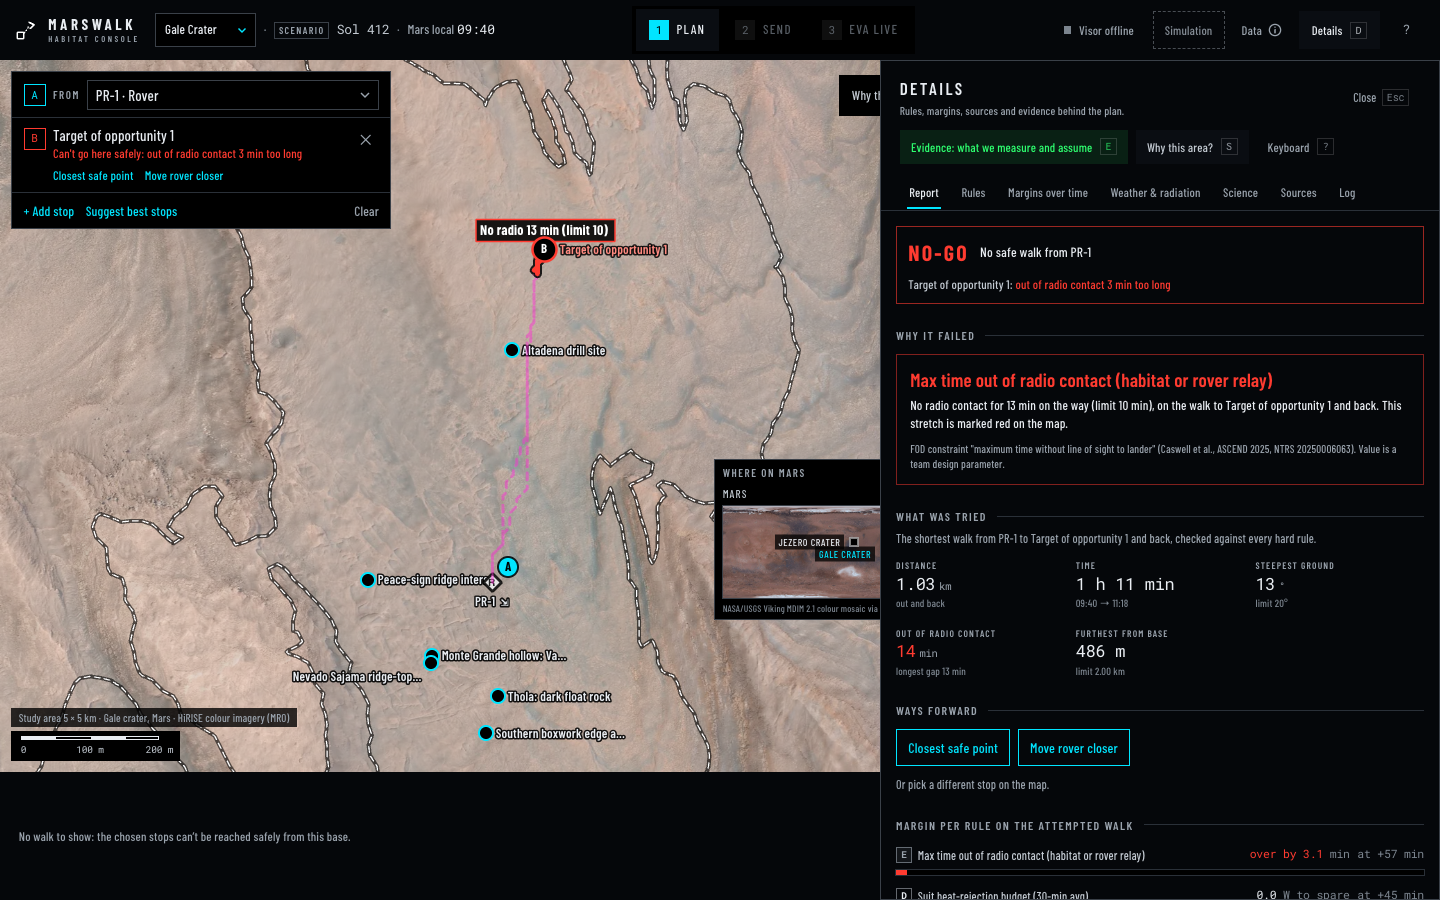 MARSWALK
HABITAT CONSOLE
Gale Crater
· SCENARIO Sol 412 · Mars local 09:40
1 PLAN
2 SEND
3 EVA LIVE
Visor offline
Simulation
Data
Details D
?
A FROM PR-1 · Rover
B Target of opportunity 1
Can't go here safely: out of radio contact 3 min too long
Closest safe point Move rover closer
+ Add stop Suggest best stops Clear
No radio 13 min (limit 10)
B Target of opportunity 1
Altadena drill site
A
PR-1
Monte Grande hollow: Va...
Nevado Sajama ridge-top...
Thola: dark float rock
Southern boxwork edge a...
Study area 5 × 5 km · Gale crater, Mars · HiRISE colour imagery (MRO)
0 100 m 200 m
WHERE ON MARS
MARS
JEZERO CRATER
GALE CRATER
NASA/USGS Viking MDIM 2.1 colour mosaic via
No walk to show: the chosen stops can't be reached safely from this base.
DETAILS
Rules, margins, sources and evidence behind the plan.
Close Esc
Evidence: what we measure and assume E
Why this area? S
Keyboard ?
Report Rules Margins over time Weather & radiation Science Sources Log
NO-GO No safe walk from PR-1
Target of opportunity 1: out of radio contact 3 min too long
WHY IT FAILED
Max time out of radio contact (habitat or rover relay)
No radio contact for 13 min on the way (limit 10 min), on the walk to Target of opportunity 1 and back. This
stretch is marked red on the map.
FOD constraint "maximum time without line of sight to lander" (Caswell et al., ASCEND 2025, NTRS 20250006063). Value is a
team design parameter.
WHAT WAS TRIED
The shortest walk from PR-1 to Target of opportunity 1 and back, checked against every hard rule.
DISTANCE
1.03 km
out and back
TIME
1 h 11 min
09:40 → 11:18
STEEPEST GROUND
13 °
limit 20°
OUT OF RADIO CONTACT
14 min
longest gap 13 min
FURTHEST FROM BASE
486 m
limit 2.00 km
WAYS FORWARD
Closest safe point
Move rover closer
Or pick a different stop on the map.
MARGIN PER RULE ON THE ATTEMPTED WALK
E Max time out of radio contact (habitat or rover relay) over by 3.1 min at +57 min
D Suit heat-rejection budget (30-min avg) 0.0 W to spare at +45 min